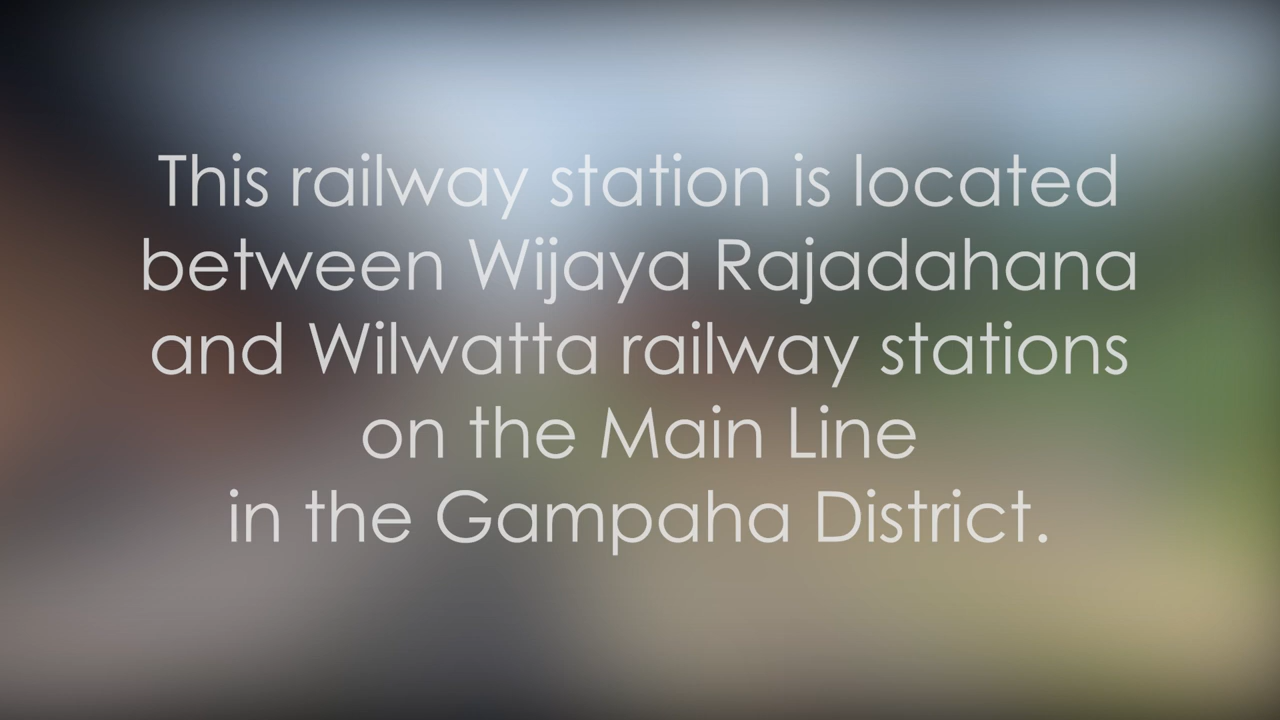 This railway station is located
between Wijaya Rajadahana
and Wilwatta railway stations
on the Main Line
in the Gampaha District.